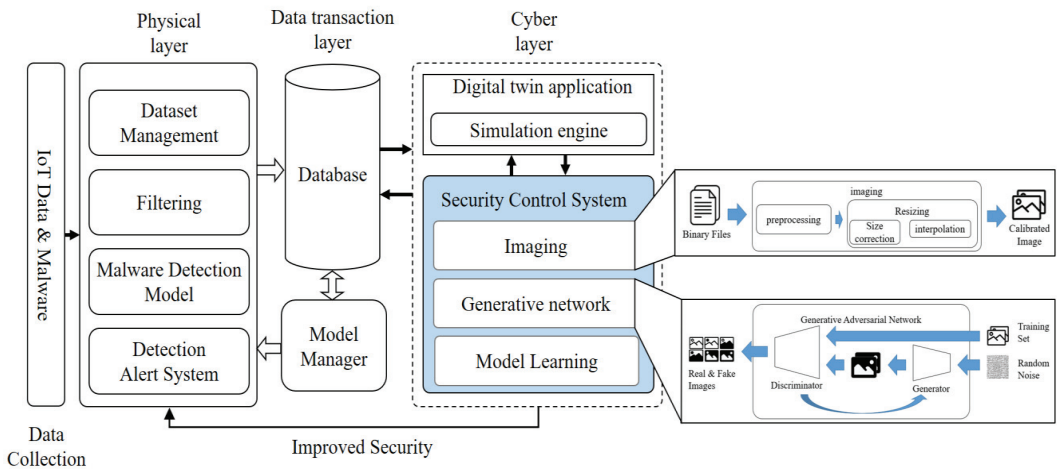 Physical
layer
Data transaction
layer
Cyber
layer
IoT Data & Malware
Data
Collection
Dataset
Management
Filtering
Malware Detection
Model
Detection
Alert System
Database
Model
Manager
Digital twin application
Simulation engine
Security Control System
Imaging
Generative network
Model Learning
Improved Security
imaging
Binary Files
preprocessing
Resizing
Size
correction
interpolation
Calibrated
Image
Generative Adversarial Network
Real & Fake
Images
Discriminator
Generator
Training
Set
Random
Noise